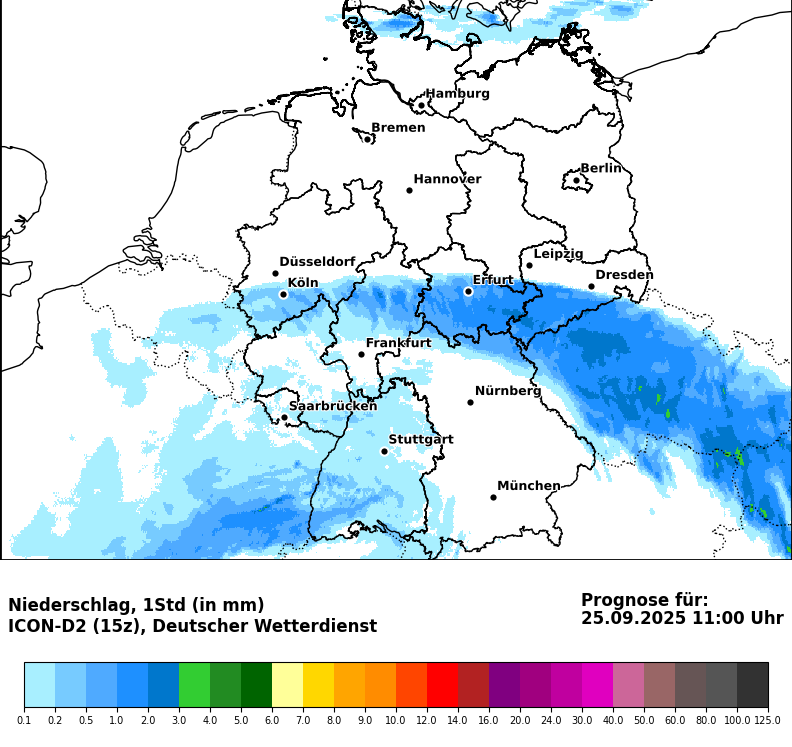 Hamburg
Bremen
Berlin
Hannover
Leipzig
Düsseldorf
Dresden
Köln
Erfurt
Frankfurt
Nürnberg
Saarbrücken
Stuttgart
München
Niederschlag, 1Std (in mm)
ICON-D2 (15z), Deutscher Wetterdienst
Prognose für:
25.09.2025 11:00 Uhr
0.1 0.2 0.5 1.0 2.0 3.0 4.0 5.0 6.0 7.0 8.0 9.0 10.0 12.0 14.0 16.0 20.0 24.0 30.0 40.0 50.0 60.0 80.0 100.0 125.0